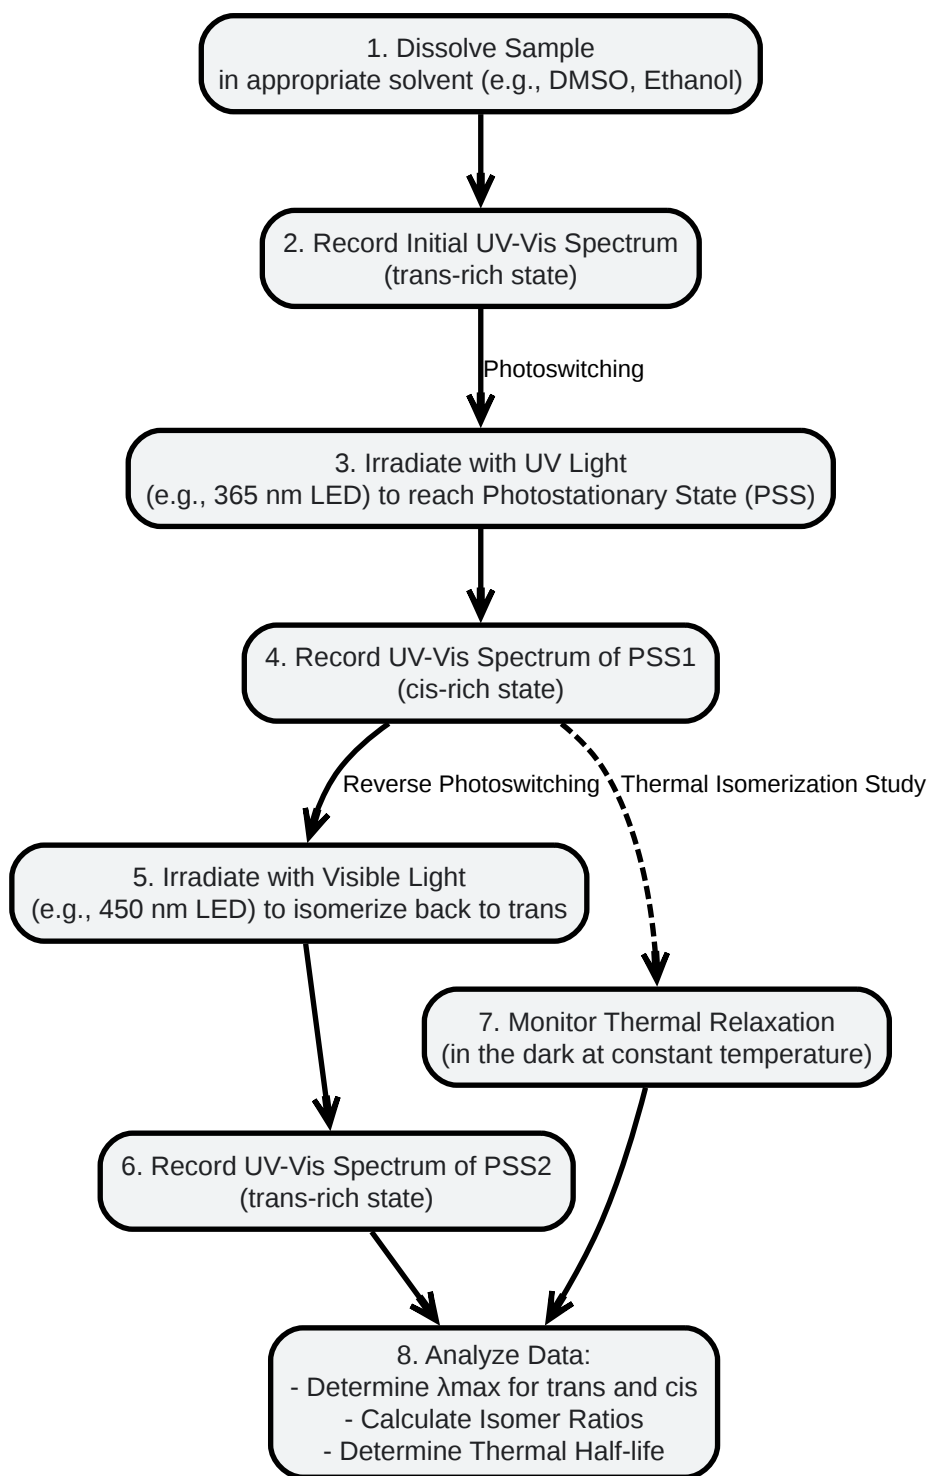 1. Dissolve Sample
in appropriate solvent (e.g., DMSO, Ethanol)
2. Record Initial UV-Vis Spectrum
(trans-rich state)
Photoswitching
3. Irradiate with UV Light
(e.g., 365 nm LED) to reach Photostationary State (PSS)
4. Record UV-Vis Spectrum of PSS1
(cis-rich state)
Reverse Photoswitching
Thermal Isomerization Study
5. Irradiate with Visible Light
(e.g., 450 nm LED) to isomerize back to trans
7. Monitor Thermal Relaxation
(in the dark at constant temperature)
6. Record UV-Vis Spectrum of PSS2
(trans-rich state)
8. Analyze Data:
- Determine λmax for trans and cis
- Calculate Isomer Ratios
- Determine Thermal Half-life